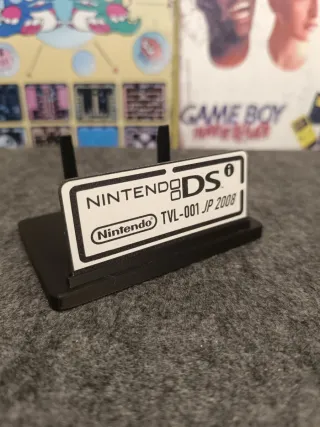 GAME BOY
NINTENDO DS i
Nintendo TVL-001 JP 2008